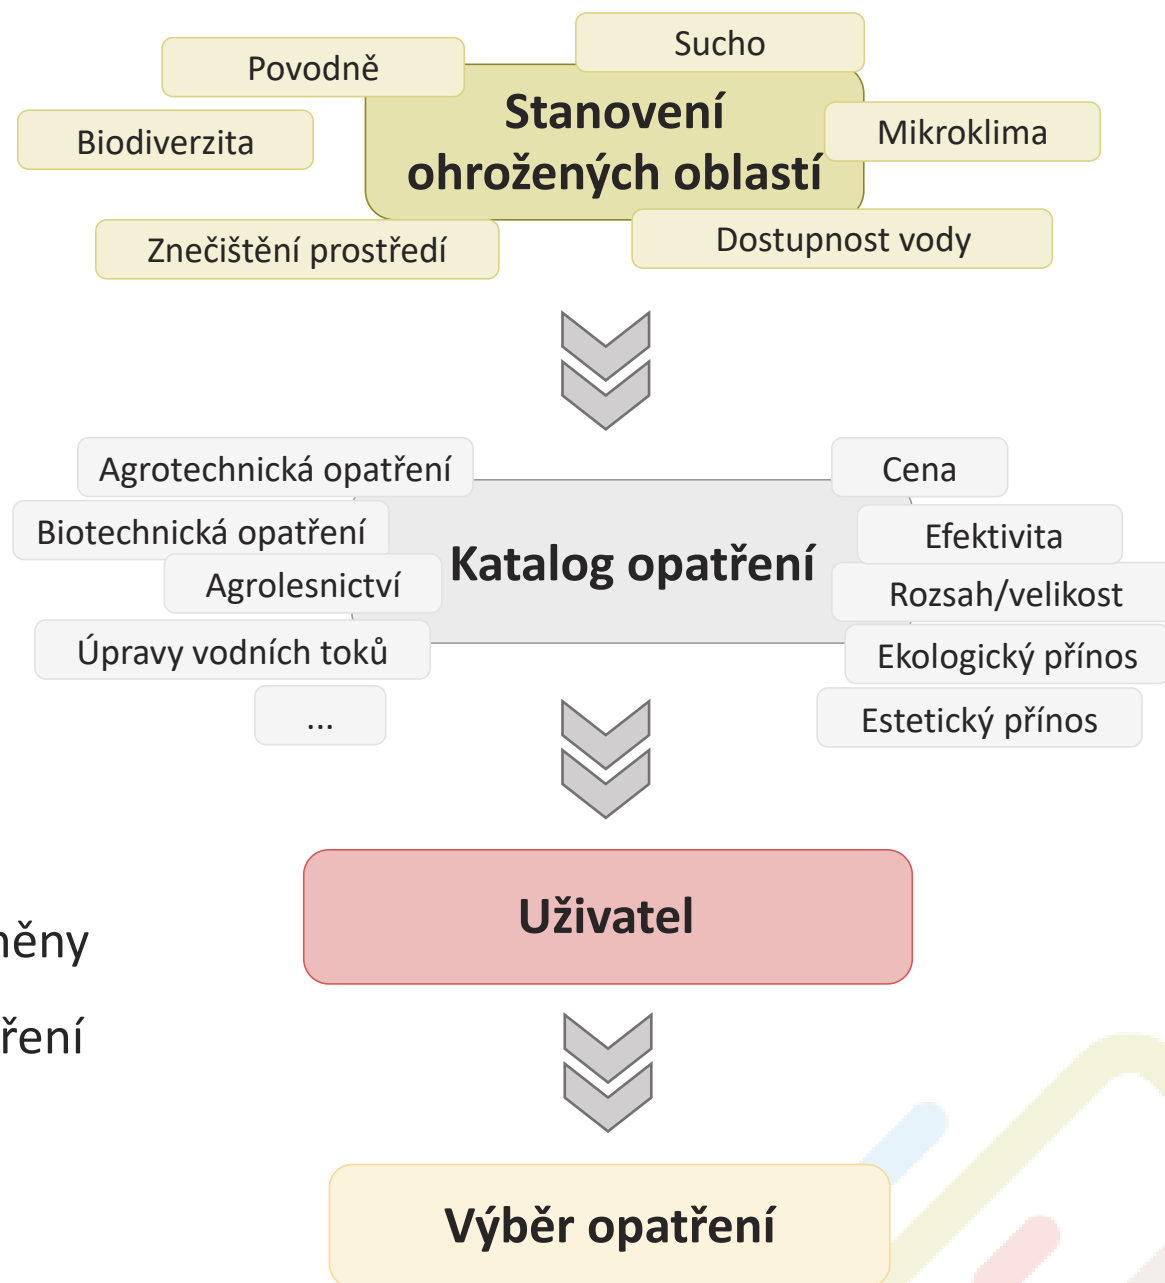 Sucho
Povodně
Stanovení
ohrožených oblastí
Biodiverzita
Mikroklima
Znečištění prostředí
Dostupnost vody
Agrotechnická opatření
Biotechnická opatření
Agrolesnictví
Úpravy vodních toků
...
Katalog opatření
Cena
Efektivita
Rozsah/velikost
Ekologický přínos
Estetický přínos
Uživatel
něny
ření
Výběr opatření